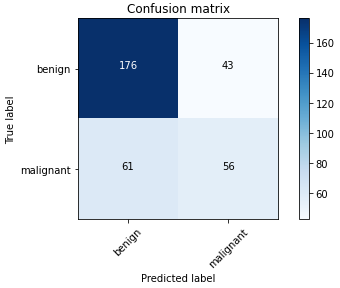 Confusion matrix
benign
176
43
malignant
61
56
True label
benign
malignant
Predicted label
160
140
120
100
80
60